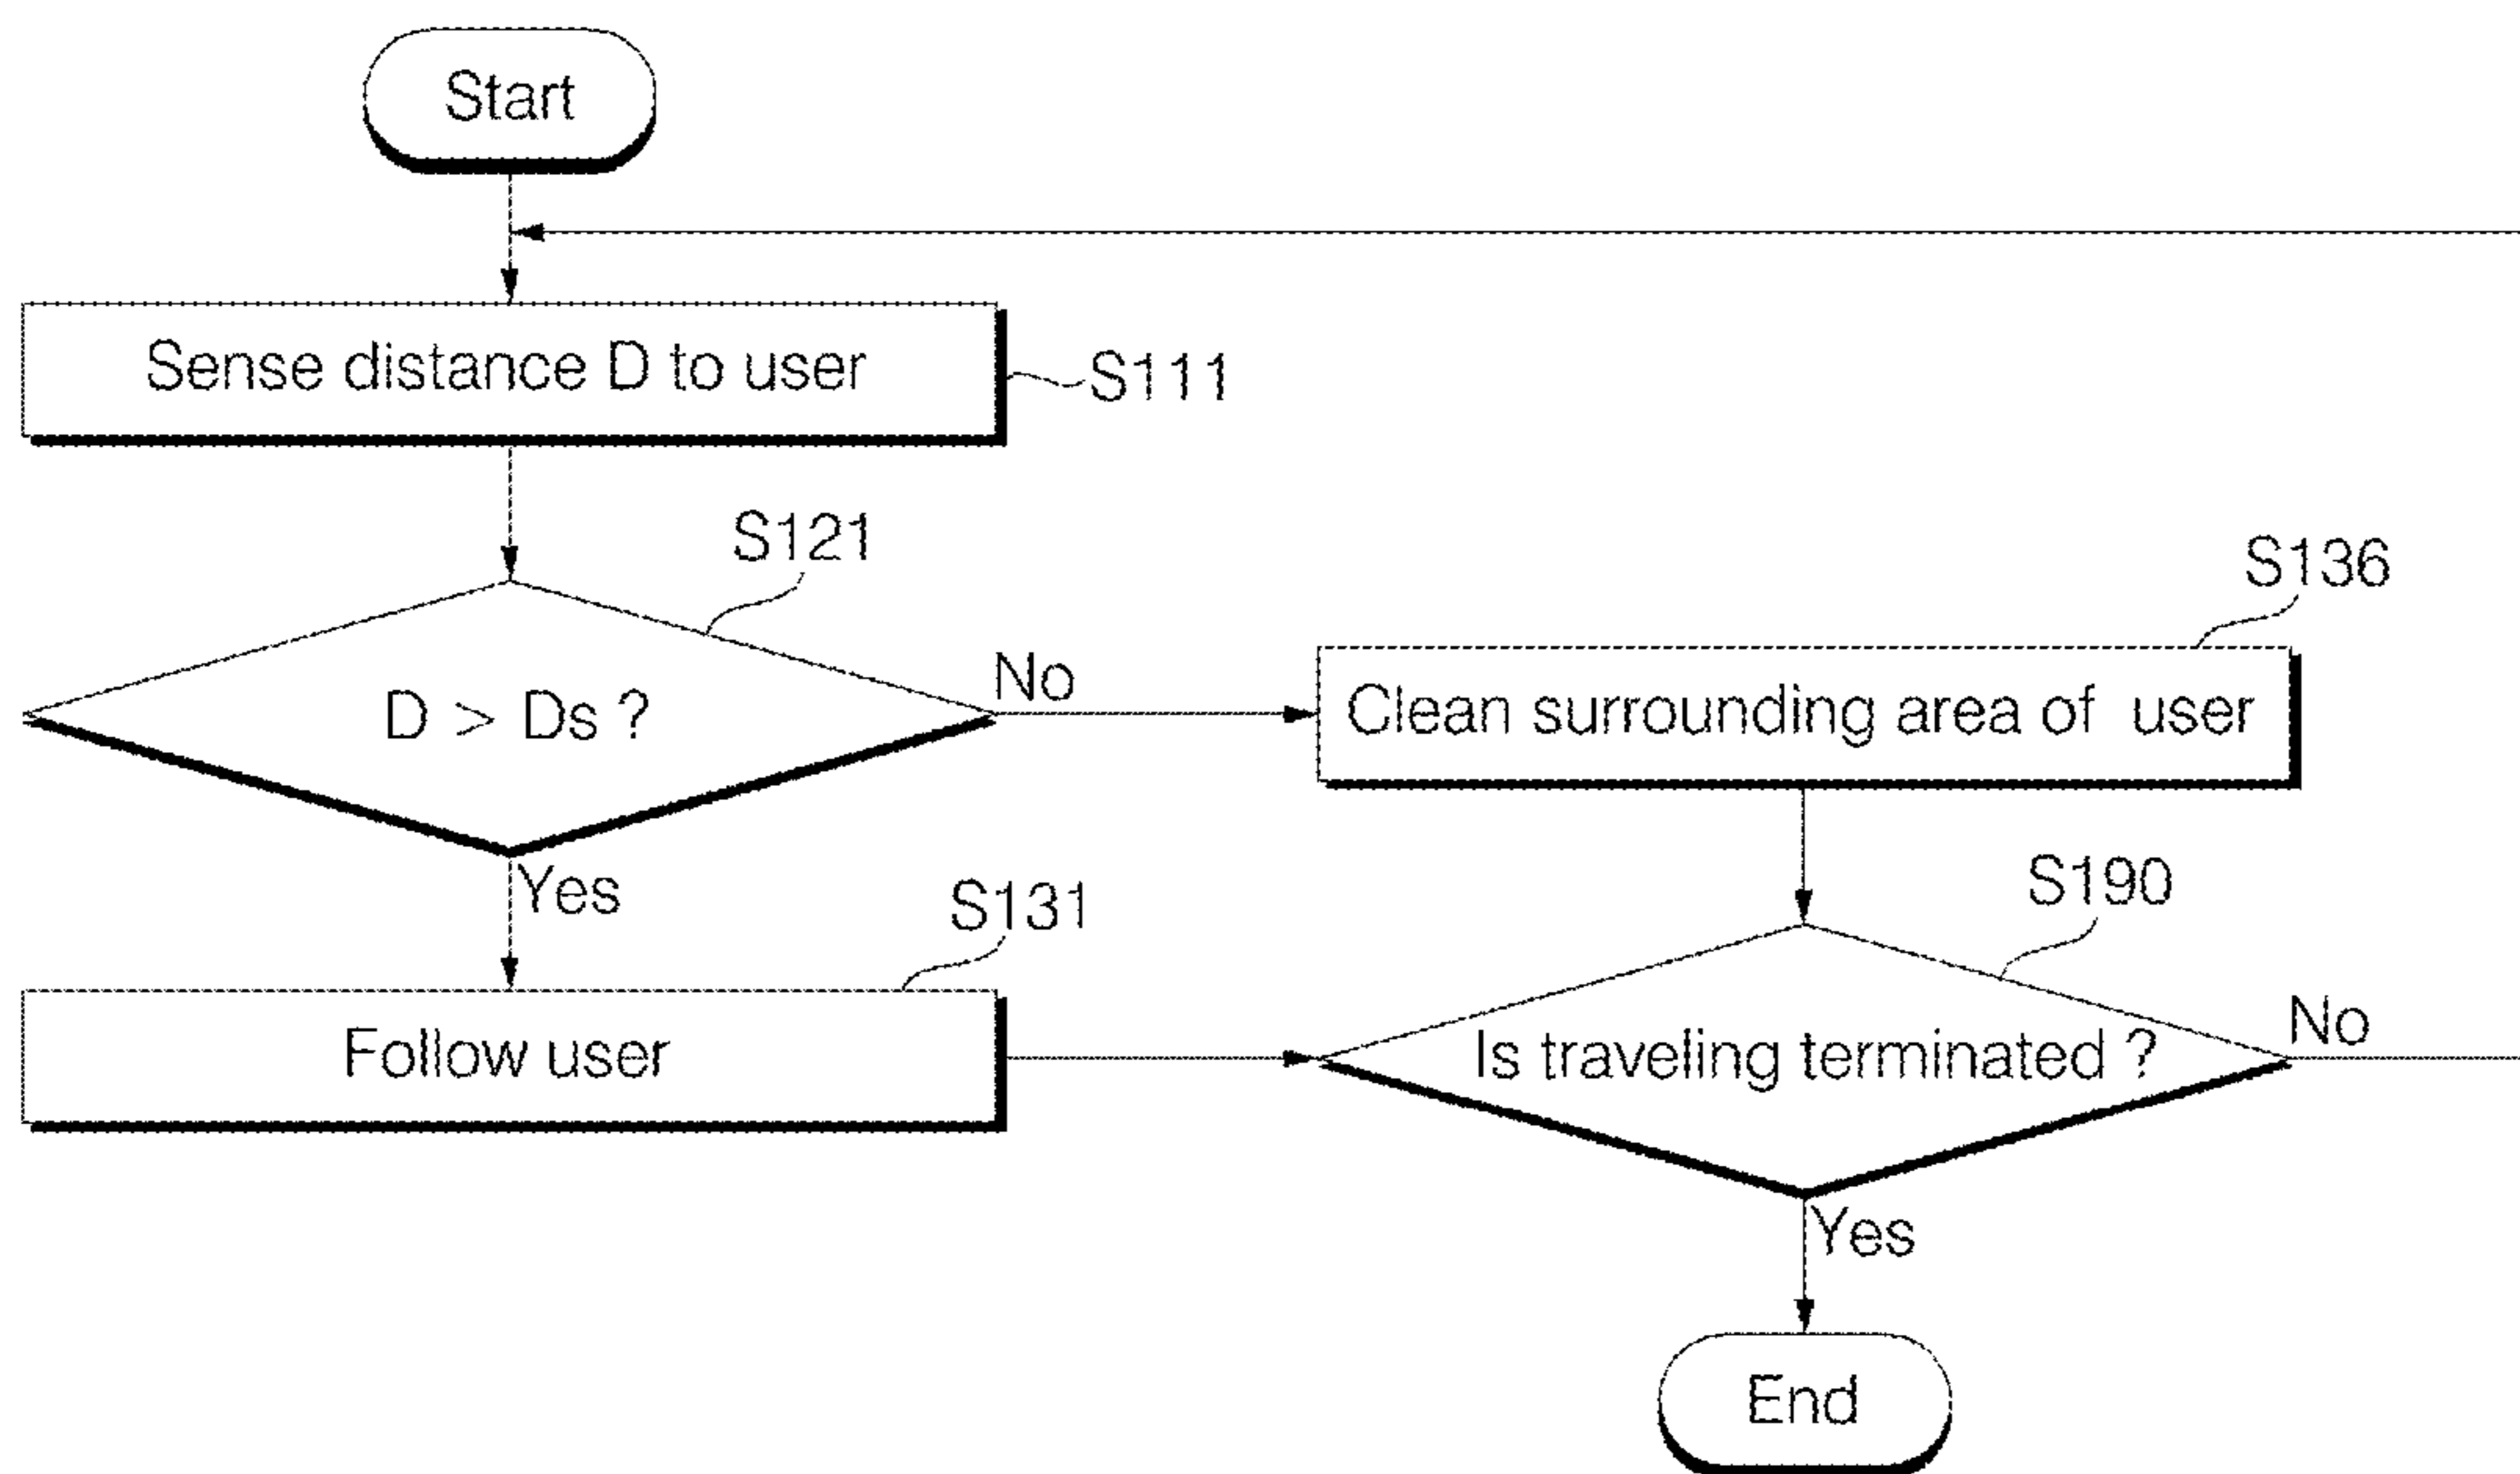 Start
Sense distance D to user
S111
S121
D > Ds ?
No
Yes
S136
Clean surrounding area of user
S131
Follow user
S190
Is traveling terminated ?
No
Yes
End